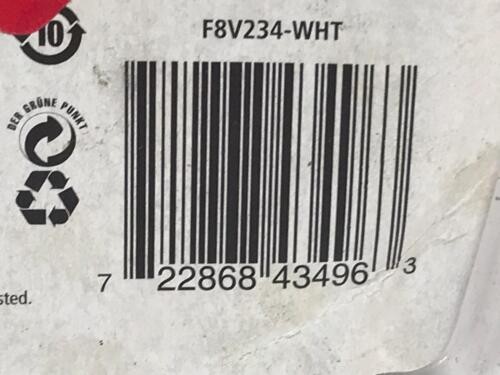 10
F8V234-WHT
DER GRÜNE PUNKT
7 22868 43496 3
sted.